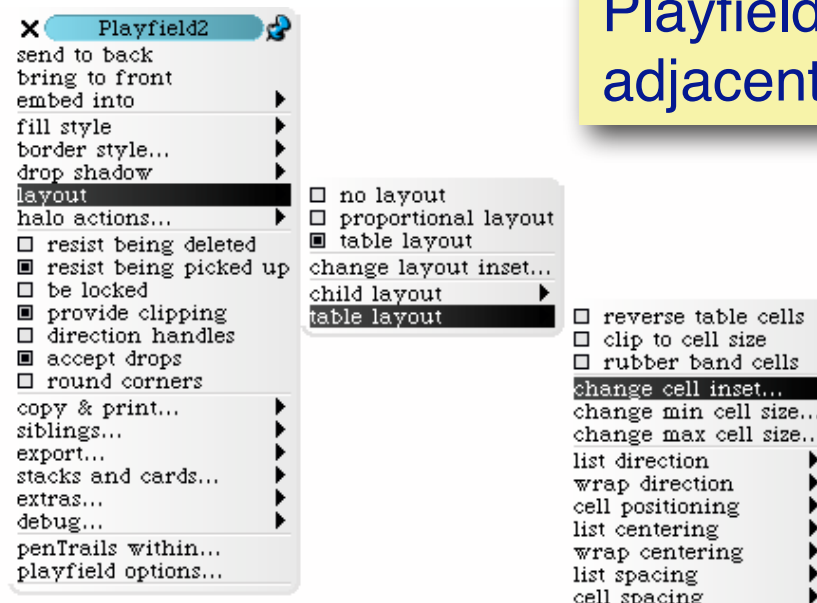 Playfield2
send to back
bring to front
embed into
fill style
border style...
drop shadow
layout
halo actions...
resist being deleted
resist being picked up
be locked
provide clipping
direction handles
accept drops
round corners
copy & print...
siblings...
export...
stacks and cards...
extras...
debug...
penTrails within...
playfield options...
no layout
proportional layout
table layout
change layout inset...
child layout
table layout
reverse table cells
clip to cell size
rubber band cells
change cell inset...
change min cell size...
change max cell size...
list direction
wrap direction
cell positioning
list centering
wrap centering
list spacing
cell spacing
Playfield
adjacent